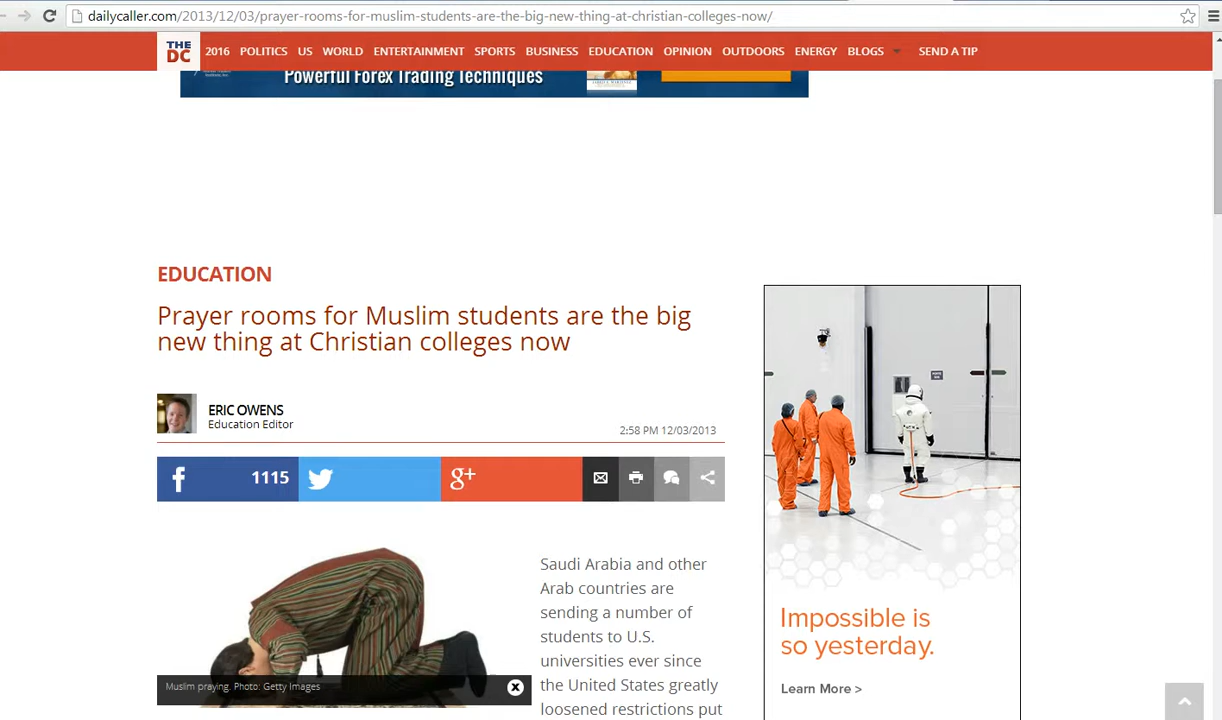 dailycaller.com/2013/12/03/prayer-rooms-for-muslim-students-are-the-big-new-thing-at-christian-colleges-now/
THE DC
2016 POLITICS US WORLD ENTERTAINMENT SPORTS BUSINESS EDUCATION OPINION OUTDOORS ENERGY BLOGS SEND A TIP
Powerful Forex Trading Techniques
EDUCATION
Prayer rooms for Muslim students are the big
new thing at Christian colleges now
ERIC OWENS
Education Editor
2:58 PM 12/03/2013
f 1115 g+
Muslim praying. Photo: Getty Images
Saudi Arabia and other
Arab countries are
sending a number of
students to U.S.
universities ever since
the United States greatly
loosened restrictions put
Impossible is
so yesterday.
Learn More >